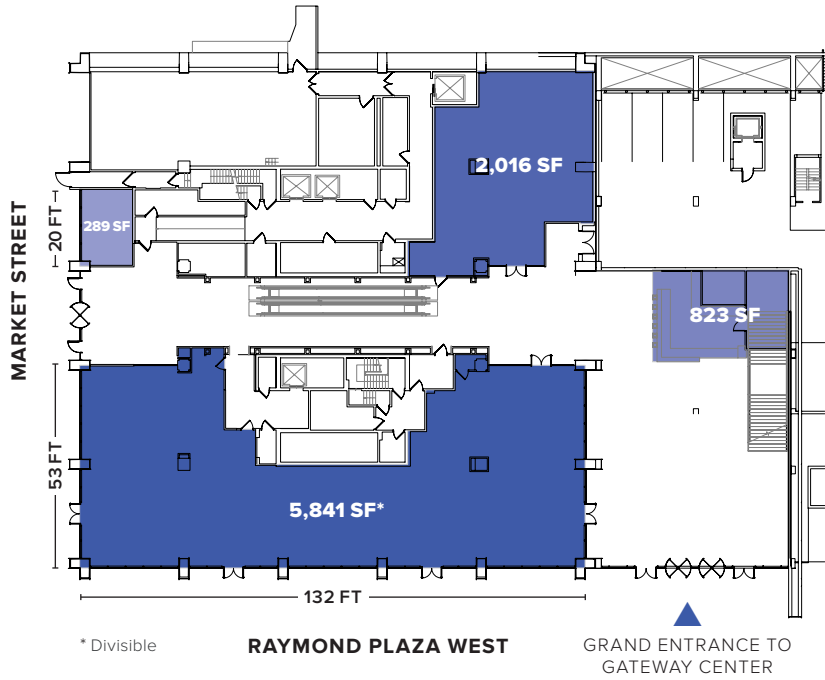 2,016 SF
MARKET STREET
20 FT
289 SF
823 SF
53 FT
5,841 SF*
132 FT
* Divisible
RAYMOND PLAZA WEST
GRAND ENTRANCE TO
GATEWAY CENTER